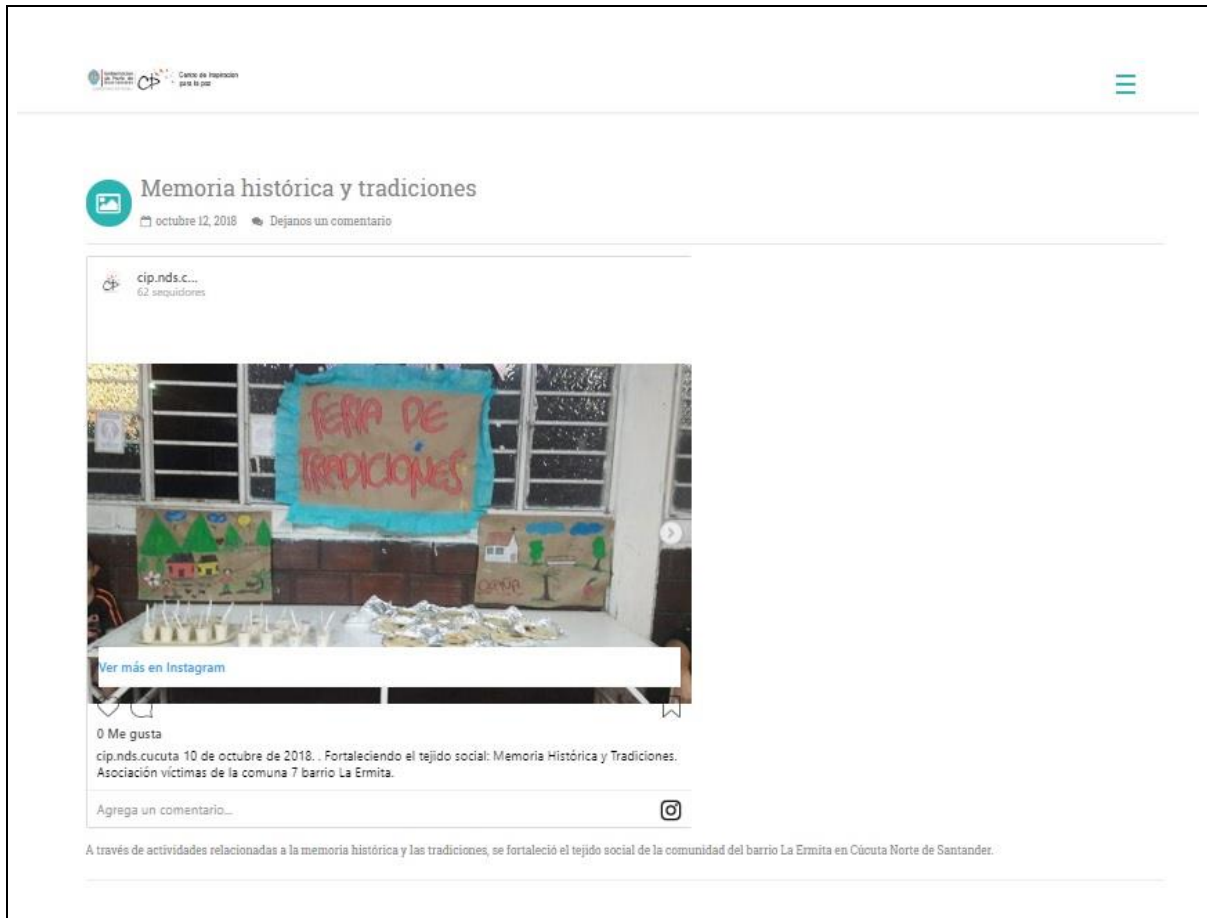 Centro de Inspiracion
para la paz
Memoria histórica y tradiciones
octubre 12, 2018 Dejanos un comentario
cip.nds.c...
62 seguidores
FERIA DE
TRADICIONES
OCAÑA
Ver más en Instagram
0 Me gusta
cip.nds.cucuta 10 de octubre de 2018. . Fortaleciendo el tejido social: Memoria Histórica y Tradiciones.
Asociación víctimas de la comuna 7 barrio La Ermita.
Agrega un comentario...
A través de actividades relacionadas a la memoria histórica y las tradiciones, se fortaleció el tejido social de la comunidad del barrio La Ermita en Cúcuta Norte de Santander.